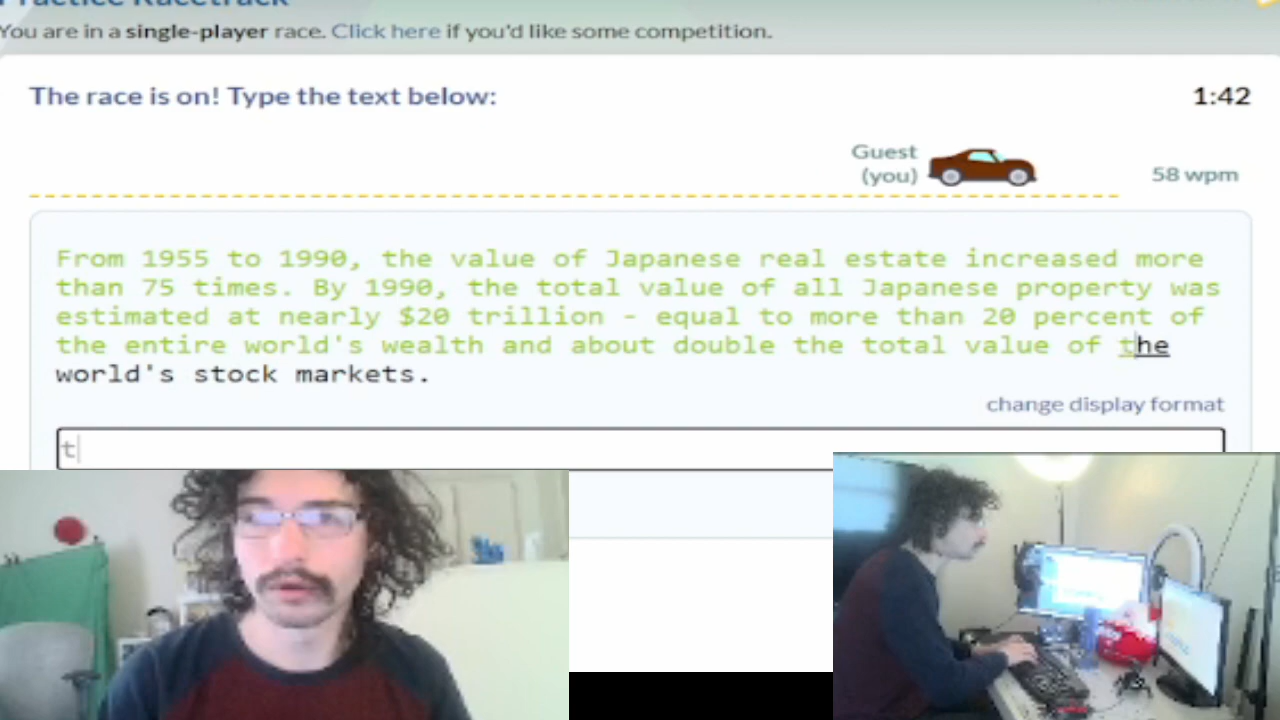 Practice Racetrack
You are in a single-player race. Click here if you'd like some competition.
The race is on! Type the text below:
1:42
Guest
(you)
58 wpm
From 1955 to 1990, the value of Japanese real estate increased more
than 75 times. By 1990, the total value of all Japanese property was
estimated at nearly $20 trillion - equal to more than 20 percent of
the entire world's wealth and about double the total value of the
world's stock markets.
change display format
t